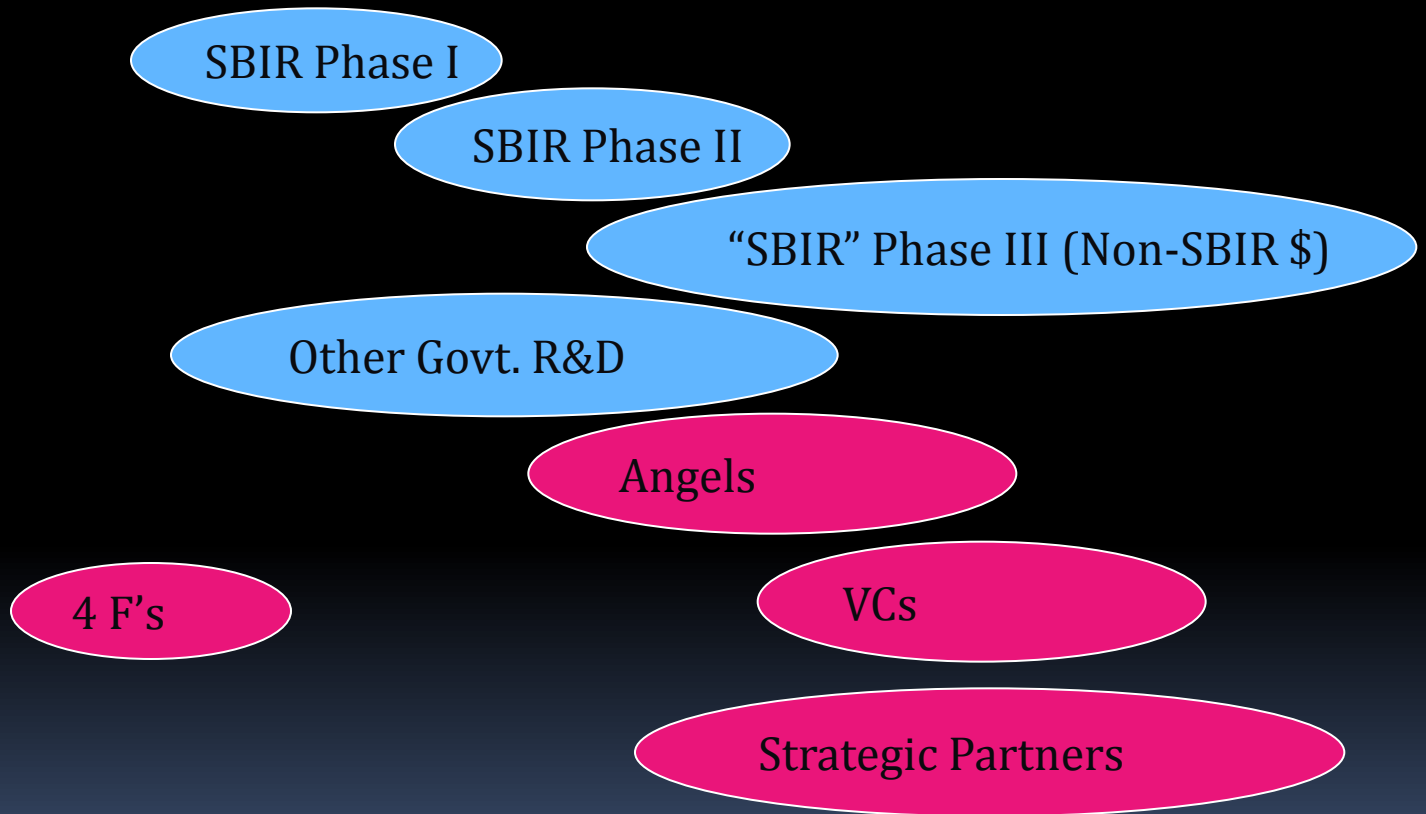 SBIR Phase I
SBIR Phase II
“SBIR” Phase III (Non-SBIR $)
Other Govt. R&D
Angels
4 F’s
VCs
Strategic Partners